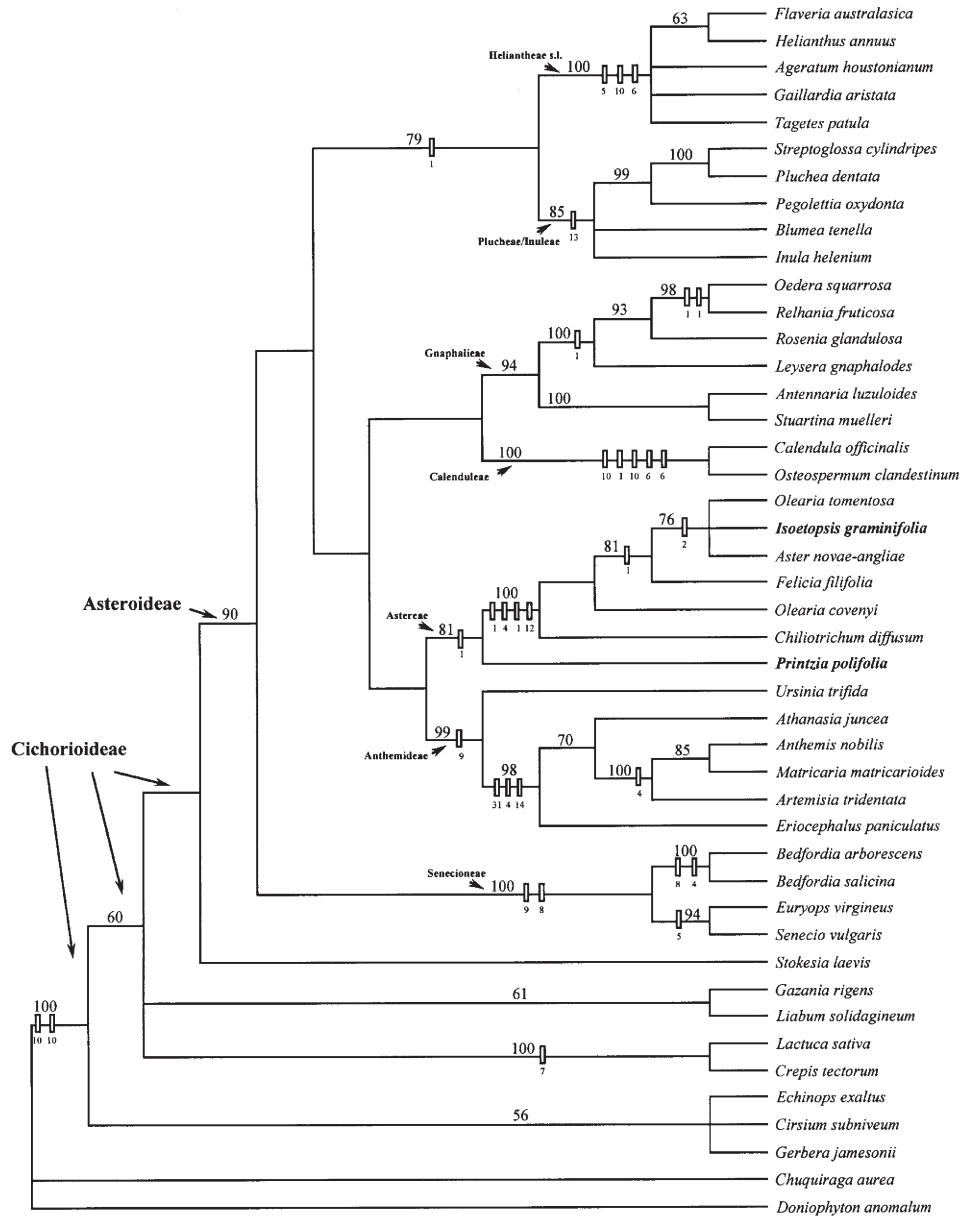 Flaveria australasica
63
Helianthus annuus
Heliantheae s.l.
100
Ageratum houstonianum
5 10 6
Gaillardia aristata
Tagetes patula
79
1
Streptoglossa cylindripes
100
Pluchea dentata
99
Pegolettia oxydonta
85
Blumea tenella
13
Plucheae/Inuleae
Inula helenium
Oedera squarrosa
98
1 1
Relhania fruticosa
93
100
Rosenia glandulosa
1
Gnaphalieae
94
Leysera gnaphalodes
Antennaria luzuloides
100
Stuartina muelleri
Calendula officinalis
100
10 1 10 6 6
Calenduleae
Osteospermum clandestinum
Olearia tomentosa
76
2
Isoetopsis graminifolia
81
1
Aster novae-angliae
Felicia filifolia
100
1 4 1 12
Asteroideae
90
Olearia covenyi
Astereae
81
1
Chiliotrichum diffusum
Printzia polifolia
Ursinia trifida
Athanasia juncea
99
9
Anthemideae
Cichorioideae
70
Anthemis nobilis
85
98
31 4 14
100
4
Matricaria matricarioides
Artemisia tridentata
Eriocephalus paniculatus
Bedfordia arborescens
100
8 4
Senecioneae
100
9 8
Bedfordia salicina
Euryops virgineus
94
5
60
Senecio vulgaris
Stokesia laevis
Gazania rigens
61
100
10 10
Liabum solidagineum
Lactuca sativa
100
7
Crepis tectorum
Echinops exaltus
56
Cirsium subniveum
Gerbera jamesonii
Chuquiraga aurea
Doniophyton anomalum